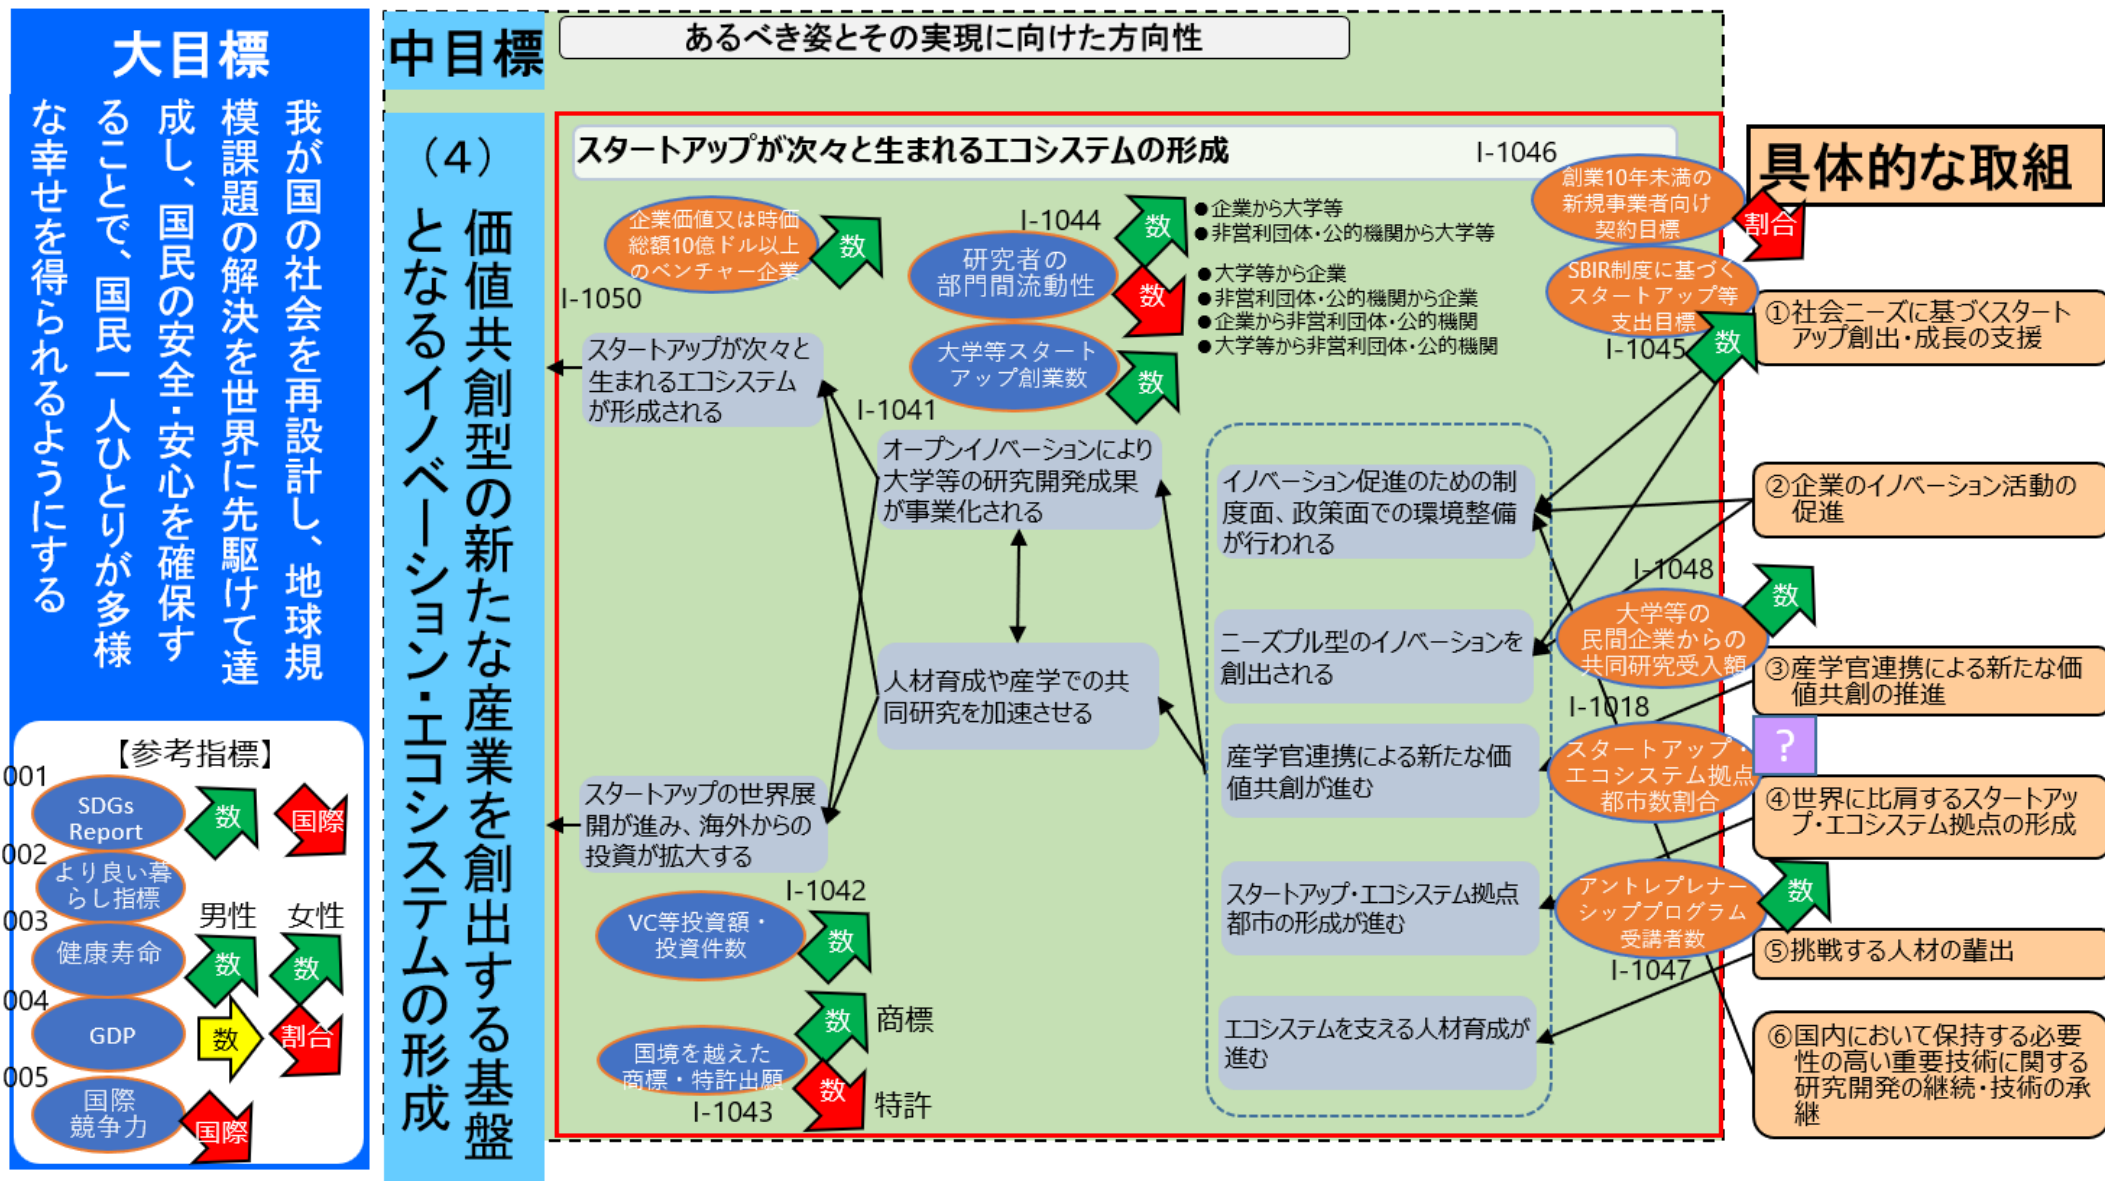 大目標
我が国の社会を再設計し、地球規
模課題の解決を世界に先駆けて達
成し、国民の安全・安心を確保す
ることで、国民一人ひとりが多様
な幸せを得られるようにする
【参考指標】
001
SDGs
Report
数
国際
002
より良い暮
らし指標
003
男性
女性
健康寿命
数
数
004
GDP
数
割合
005
国際
競争力
国際
中目標
(4)
価値共創型の新たな産業を創出する基盤
となるイノベーション・エコシステムの形成
あるべき姿とその実現に向けた方向性
スタートアップが次々と生まれるエコシステムの形成
I-1046
企業価値又は時価
総額10億ドル以上
のベンチャー企業
数
I-1050
スタートアップが次々と
生まれるエコシステム
が形成される
I-1044
研究者の
部門間流動性
数
●企業から大学等
●非営利団体・公的機関から大学等
数
●大学等から企業
●非営利団体・公的機関から企業
●企業から非営利団体・公的機関
●大学等から非営利団体・公的機関
大学等スタート
アップ創業数
数
I-1041
オープンイノベーションにより
大学等の研究開発成果
が事業化される
人材育成や産学での共
同研究を加速させる
スタートアップの世界展
開が進み、海外からの
投資が拡大する
I-1042
VC等投資額・
投資件数
数
国境を越えた
商標・特許出願
数
商標
数
特許
I-1043
イノベーション促進のための制
度面、政策面での環境整備
が行われる
ニーズプル型のイノベーションを
創出される
産学官連携による新たな価
値共創が進む
スタートアップ・エコシステム拠点
都市の形成が進む
エコシステムを支える人材育成が
進む
創業10年未満の
新規事業者向け
契約目標
割合
SBIR制度に基づく
スタートアップ等
支出目標
数
I-1045
I-1048
大学等の
民間企業からの
共同研究受入額
数
I-1018
スタートアップ・
エコシステム拠点
都市数割合
?
アントレプレナー
シッププログラム
受講者数
数
I-1047
具体的な取組
①社会ニーズに基づくスタート
アップ創出・成長の支援
②企業のイノベーション活動の
促進
③産学官連携による新たな価
値共創の推進
④世界に比肩するスタートアッ
プ・エコシステム拠点の形成
⑤挑戦する人材の輩出
⑥国内において保持する必要
性の高い重要技術に関する
研究開発の継続・技術の承
継